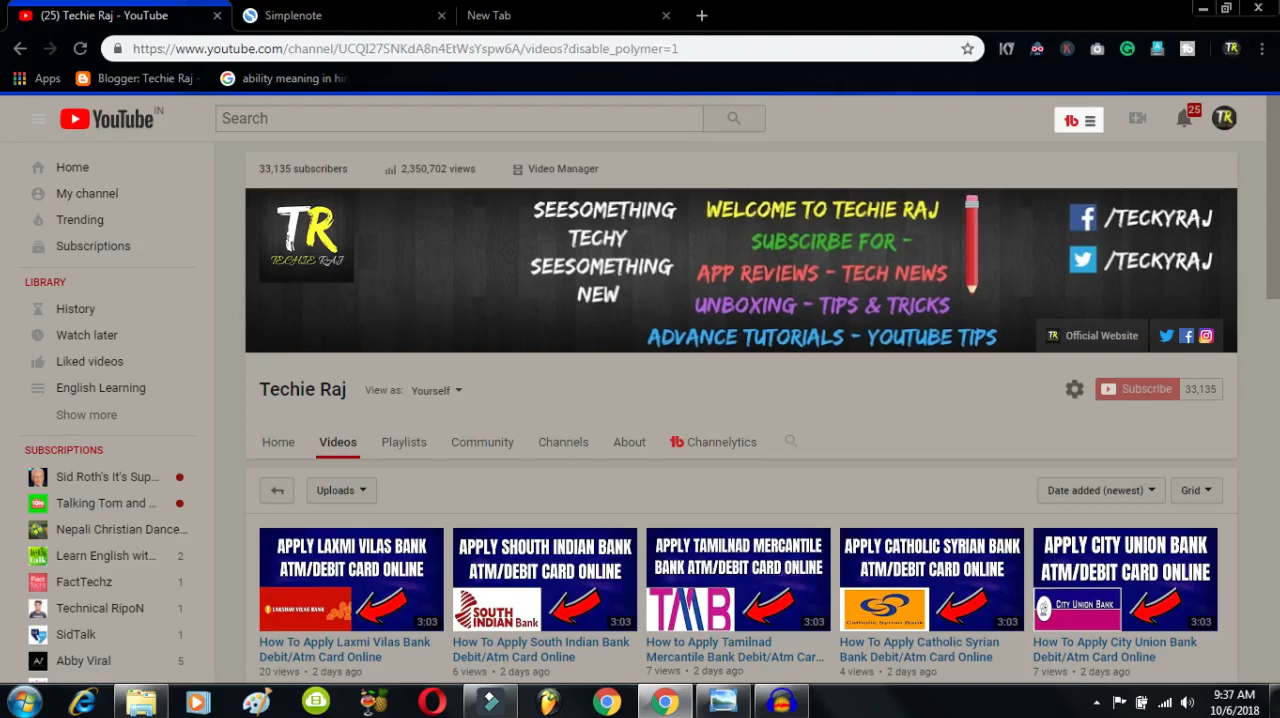 (25) Techie Raj - YouTube
Simplenote
New Tab
https://www.youtube.com/channel/UCQI27SNKdA8n4EtWsYspw6A/videos?disable_polymer=1
Apps
Blogger: Techie Raj -
ability meaning in hin
YouTube IN
Search
25
TR
33,135 subscribers
2,350,702 views
Video Manager
Home
My channel
Trending
Subscriptions
LIBRARY
History
Watch later
Liked videos
English Learning
Show more
SUBSCRIPTIONS
Sid Roth's It's Sup...
Talking Tom and ...
Nepali Christian Dance...
Learn English wit... 2
FactTechz 1
Technical RipoN 1
SidTalk 1
Abby Viral 5
TR
TECHIE RAJ
SEESOMETHING
TECHY
SEESOMETHING
NEW
WELCOME TO TECHIE RAJ
SUBSCIRBE FOR -
APP REVIEWS - TECH NEWS
UNBOXING - TIPS & TRICKS
ADVANCE TUTORIALS - YOUTUBE TIPS
/TECKYRAJ
/TECKYRAJ
Official Website
Techie Raj
View as: Yourself
Subscribe 33,135
Home
Videos
Playlists
Community
Channels
About
Channelytics
Uploads
Date added (newest)
Grid
APPLY LAXMI VILAS BANK
ATM/DEBIT CARD ONLINE
LAKSHMI VILAS BANK
3:03
How To Apply Laxmi Vilas Bank
Debit/Atm Card Online
20 views • 2 days ago
APPLY SHOUTH INDIAN BANK
ATM/DEBIT CARD ONLINE
SOUTH
INDIAN Bank
3:03
How To Apply South Indian Bank
Debit/Atm Card Online
6 views • 2 days ago
APPLY TAMILNAD MERCANTILE
BANK ATM/DEBIT CARD ONLINE
TMB
3:03
How to Apply Tamilnad
Mercantile Bank Debit/Atm Car...
7 views • 2 days ago
APPLY CATHOLIC SYRIAN BANK
ATM/DEBIT CARD ONLINE
Catholic Syrian Bank
3:03
How To Apply Catholic Syrian
Bank Debit/Atm Card Online
4 views • 2 days ago
APPLY CITY UNION BANK
ATM/DEBIT CARD ONLINE
CITY UNION BANK
3:03
How To Apply City Union Bank
Debit/Atm Card Online
7 views • 2 days ago
9:37 AM
10/6/2018